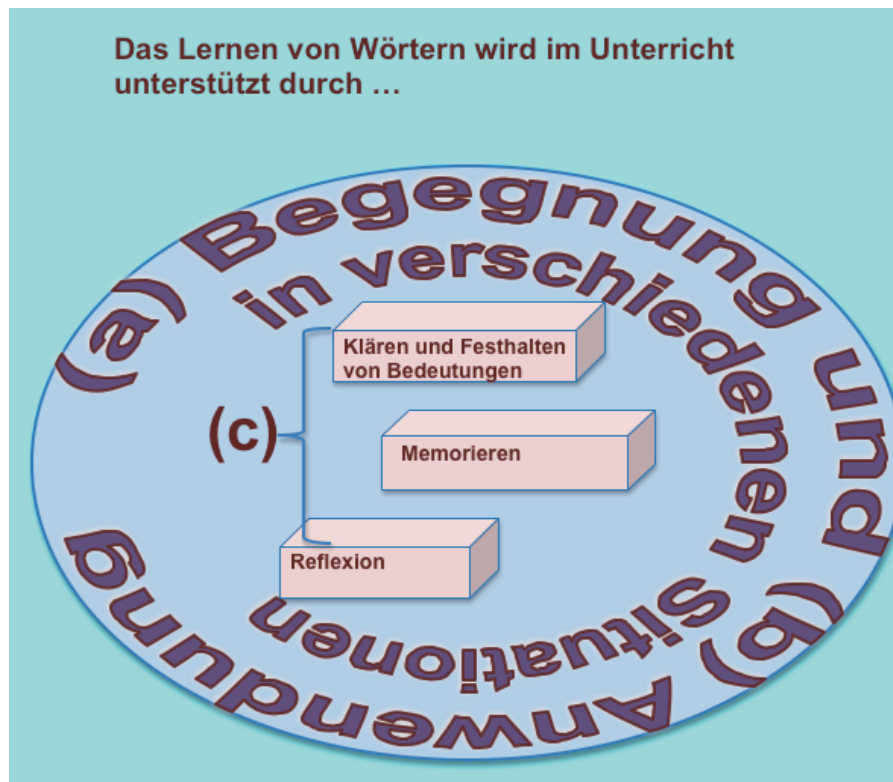 Das Lernen von Wörtern wird im Unterricht
unterstützt durch …
(a) Begegnung und (b) Anwendung
in verschiedenen Situationen
(c)
Klären und Festhalten
von Bedeutungen
Memorieren
Reflexion